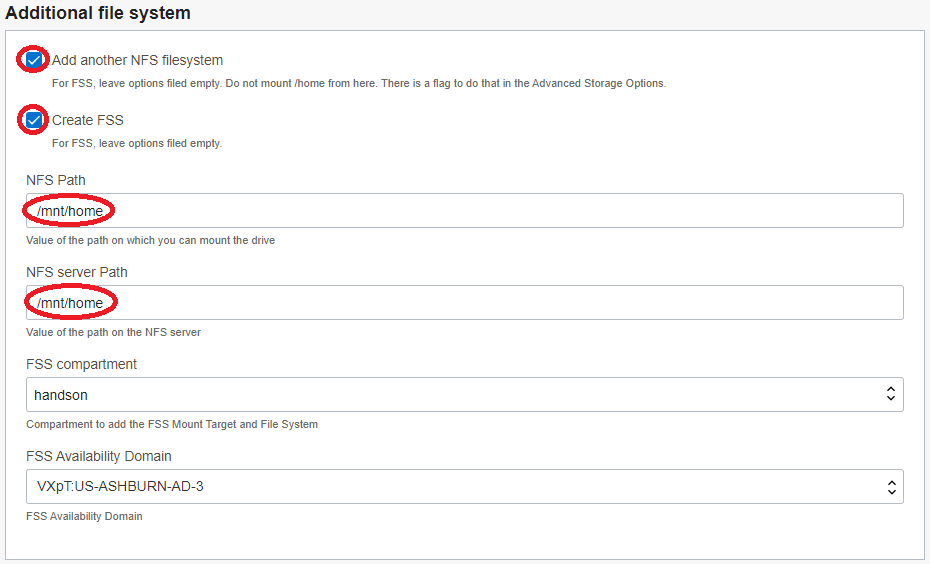 Additional file system
Add another NFS filesystem
For FSS, leave options filed empty. Do not mount /home from here. There is a flag to do that in the Advanced Storage Options.
Create FSS
For FSS, leave options filed empty.
NFS Path
/mnt/home
Value of the path on which you can mount the drive
NFS server Path
/mnt/home
Value of the path on the NFS server
FSS compartment
handson
Compartment to add the FSS Mount Target and File System
FSS Availability Domain
VXpT:US-ASHBURN-AD-3
FSS Availability Domain